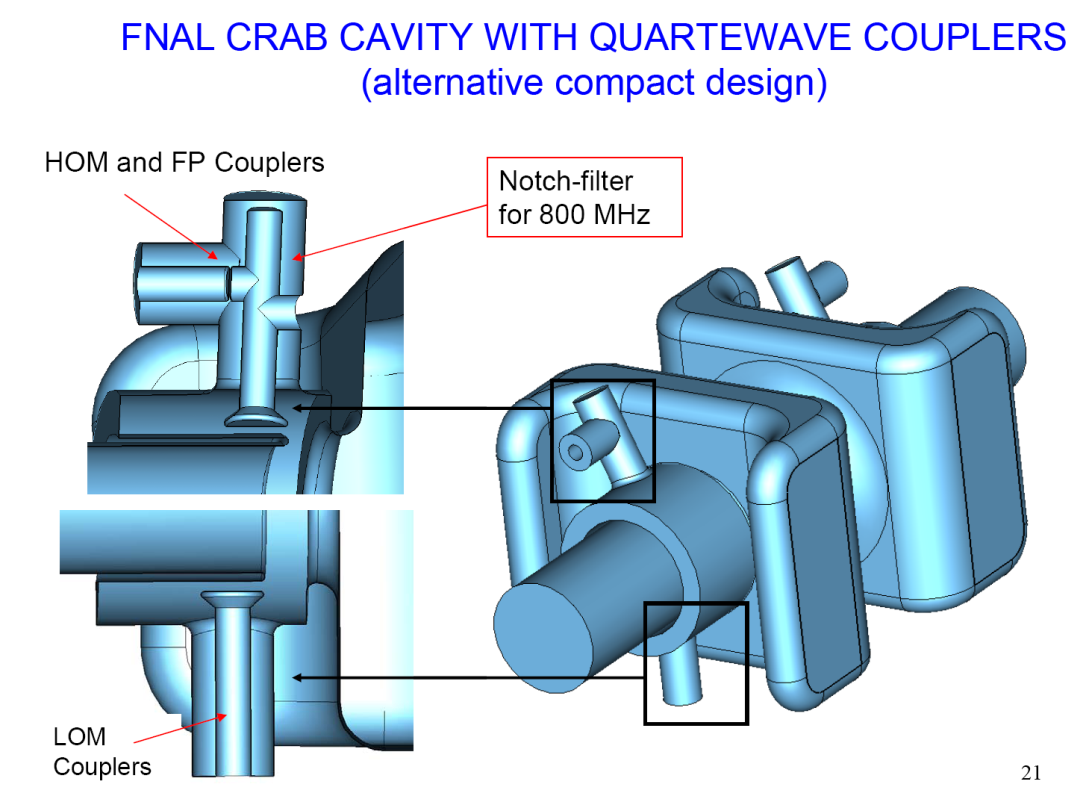 FNAL CRAB CAVITY WITH QUARTEWAVE COUPLERS
(alternative compact design)
HOM and FP Couplers
Notch-filter
for 800 MHz
LOM
Couplers
21